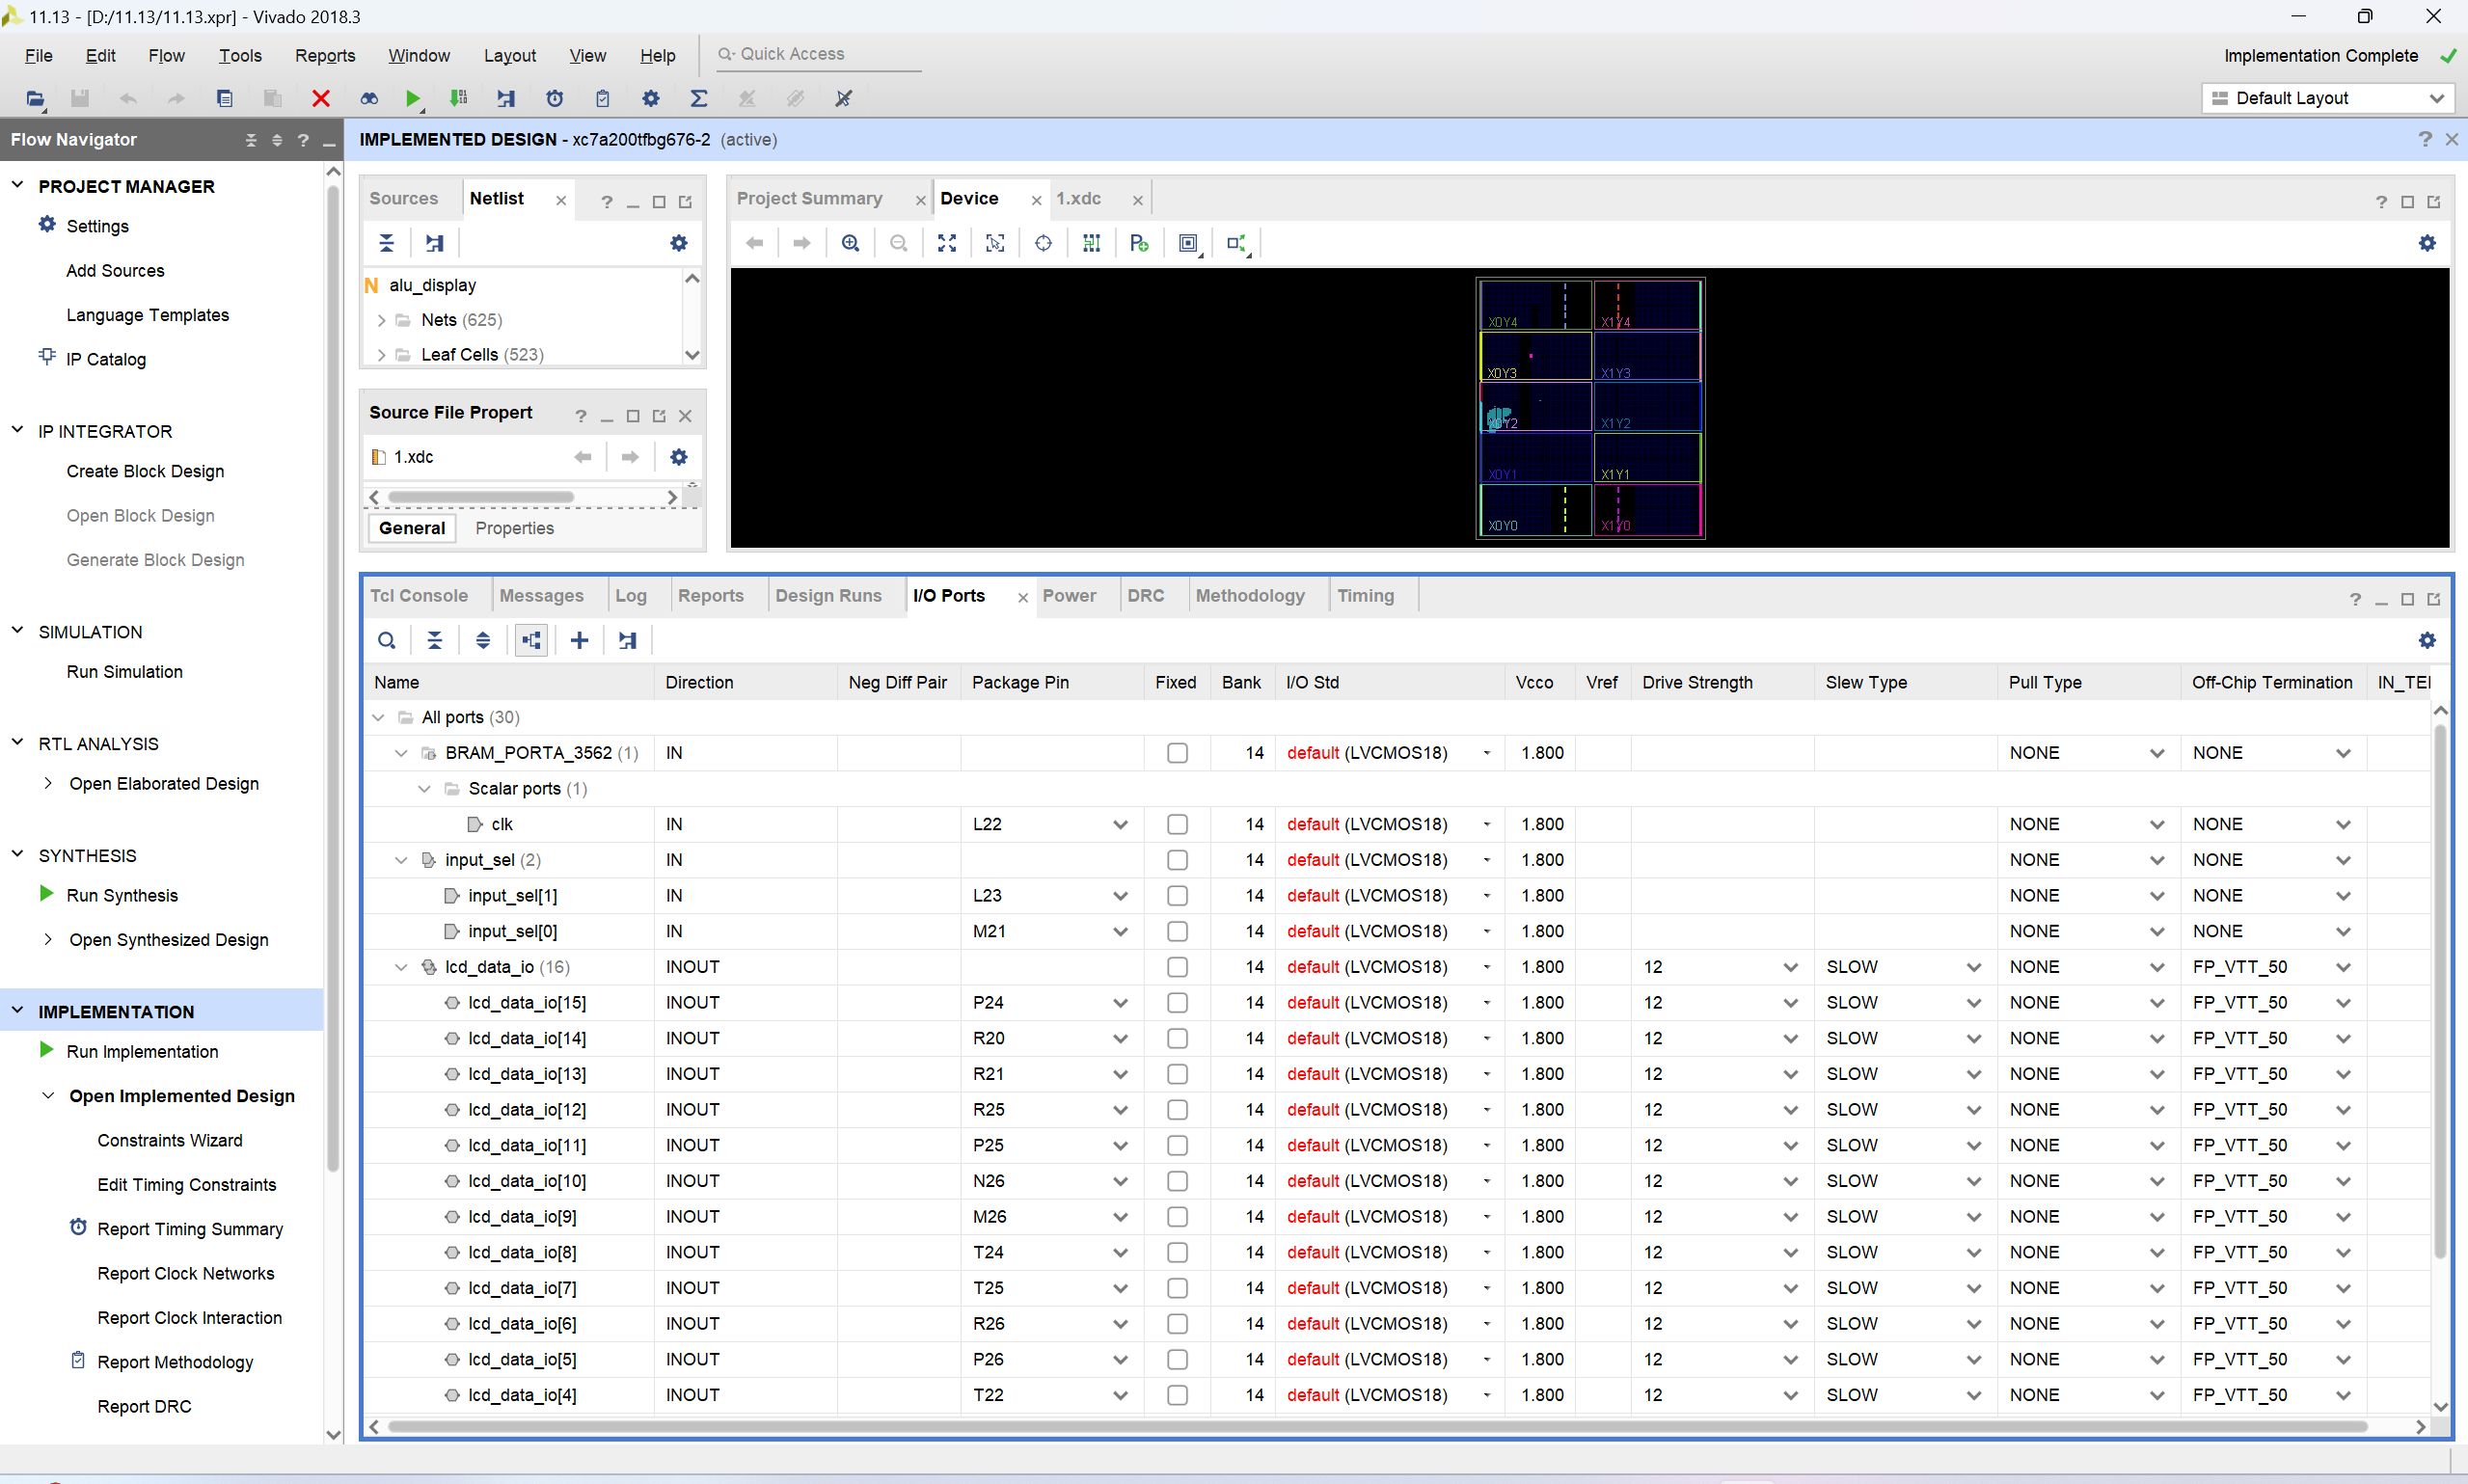 11.13 - [D:/11.13/11.13.xpr] - Vivado 2018.3
File Edit Flow Tools Reports Window Layout View Help Quick Access Implementation Complete
Default Layout
Flow Navigator
IMPLEMENTED DESIGN - xc7a200tfbg676-2 (active)
PROJECT MANAGER
Settings
Add Sources
Language Templates
IP Catalog
IP INTEGRATOR
Create Block Design
Open Block Design
Generate Block Design
SIMULATION
Run Simulation
RTL ANALYSIS
Open Elaborated Design
SYNTHESIS
Run Synthesis
Open Synthesized Design
IMPLEMENTATION
Run Implementation
Open Implemented Design
Constraints Wizard
Edit Timing Constraints
Report Timing Summary
Report Clock Networks
Report Clock Interaction
Report Methodology
Report DRC
Sources Netlist
N alu_display
Nets (625)
Leaf Cells (523)
Source File Propert
1.xdc
General Properties
Project Summary Device 1.xdc
X0Y4 X1Y4
X0Y3 X1Y3
X0Y2 X1Y2
X0Y1 X1Y1
X0Y0 X1Y0
Tcl Console Messages Log Reports Design Runs I/O Ports Power DRC Methodology Timing
Name Direction Neg Diff Pair Package Pin Fixed Bank I/O Std Vcco Vref Drive Strength Slew Type Pull Type Off-Chip Termination IN_TE
All ports (30)
BRAM_PORTA_3562 (1) IN 14 default (LVCMOS18) 1.800 NONE NONE
Scalar ports (1)
clk IN L22 14 default (LVCMOS18) 1.800 NONE NONE
input_sel (2) IN 14 default (LVCMOS18) 1.800 NONE NONE
input_sel[1] IN L23 14 default (LVCMOS18) 1.800 NONE NONE
input_sel[0] IN M21 14 default (LVCMOS18) 1.800 NONE NONE
lcd_data_io (16) INOUT 14 default (LVCMOS18) 1.800 12 SLOW NONE FP_VTT_50
lcd_data_io[15] INOUT P24 14 default (LVCMOS18) 1.800 12 SLOW NONE FP_VTT_50
lcd_data_io[14] INOUT R20 14 default (LVCMOS18) 1.800 12 SLOW NONE FP_VTT_50
lcd_data_io[13] INOUT R21 14 default (LVCMOS18) 1.800 12 SLOW NONE FP_VTT_50
lcd_data_io[12] INOUT R25 14 default (LVCMOS18) 1.800 12 SLOW NONE FP_VTT_50
lcd_data_io[11] INOUT P25 14 default (LVCMOS18) 1.800 12 SLOW NONE FP_VTT_50
lcd_data_io[10] INOUT N26 14 default (LVCMOS18) 1.800 12 SLOW NONE FP_VTT_50
lcd_data_io[9] INOUT M26 14 default (LVCMOS18) 1.800 12 SLOW NONE FP_VTT_50
lcd_data_io[8] INOUT T24 14 default (LVCMOS18) 1.800 12 SLOW NONE FP_VTT_50
lcd_data_io[7] INOUT T25 14 default (LVCMOS18) 1.800 12 SLOW NONE FP_VTT_50
lcd_data_io[6] INOUT R26 14 default (LVCMOS18) 1.800 12 SLOW NONE FP_VTT_50
lcd_data_io[5] INOUT P26 14 default (LVCMOS18) 1.800 12 SLOW NONE FP_VTT_50
lcd_data_io[4] INOUT T22 14 default (LVCMOS18) 1.800 12 SLOW NONE FP_VTT_50